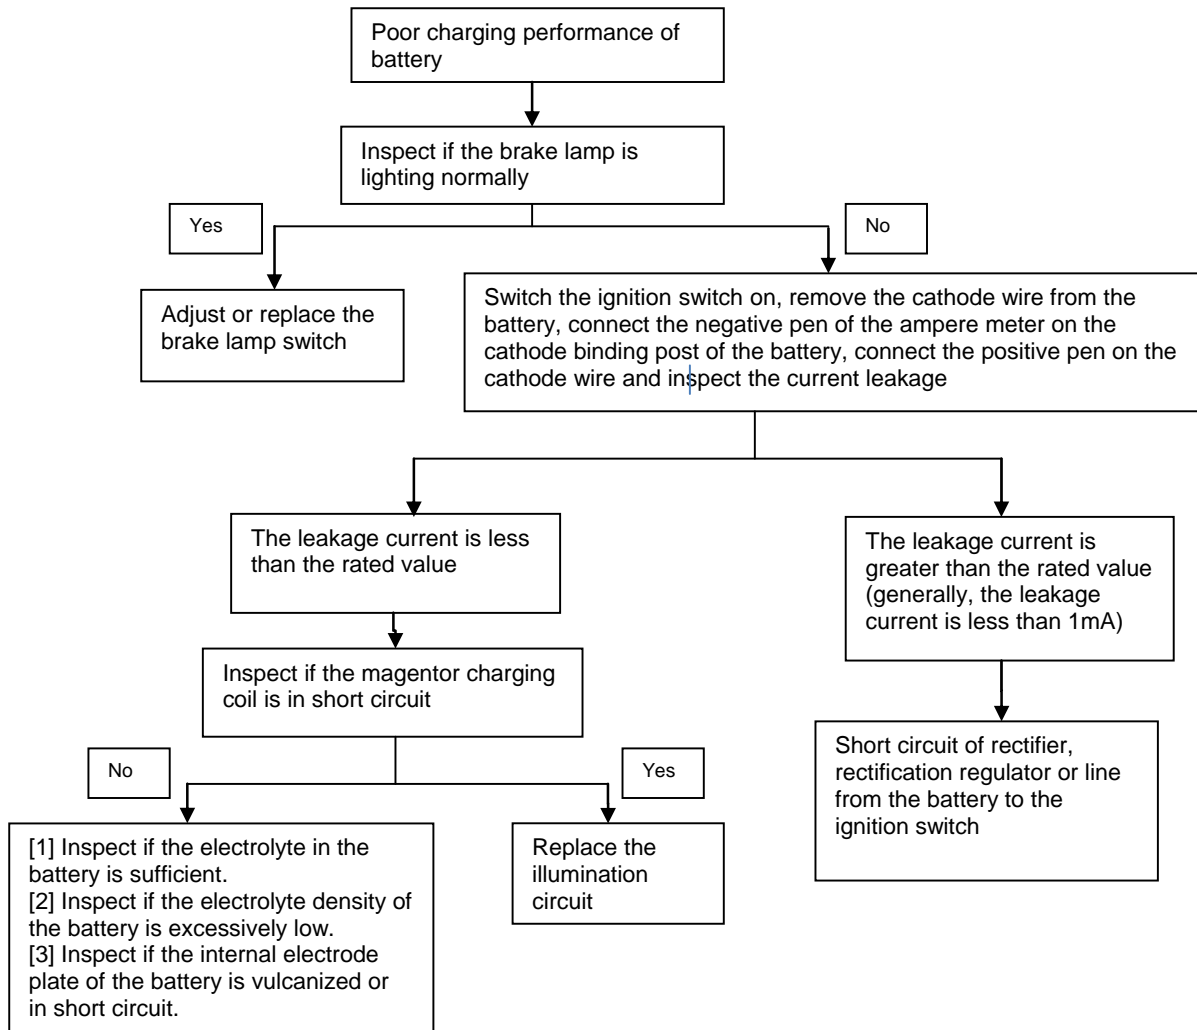 Poor charging performance of
battery
Inspect if the brake lamp is
lighting normally
Yes
No
Adjust or replace the
brake lamp switch
Switch the ignition switch on, remove the cathode wire from the
battery, connect the negative pen of the ampere meter on the
cathode binding post of the battery, connect the positive pen on the
cathode wire and inspect the current leakage
The leakage current is less
than the rated value
The leakage current is
greater than the rated value
(generally, the leakage
current is less than 1mA)
Inspect if the magentor charging
coil is in short circuit
Short circuit of rectifier,
rectification regulator or line
from the battery to the
ignition switch
No
Yes
[1] Inspect if the electrolyte in the
battery is sufficient.
[2] Inspect if the electrolyte density of
the battery is excessively low.
[3] Inspect if the internal electrode
plate of the battery is vulcanized or
in short circuit.
Replace the
illumination
circuit